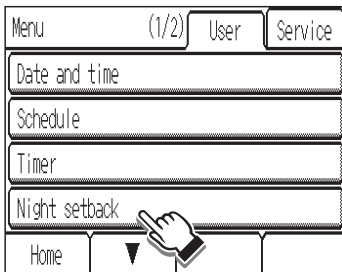 Menu (1/2) User Service
Date and time
Schedule
Timer
Night setback
Home ▼